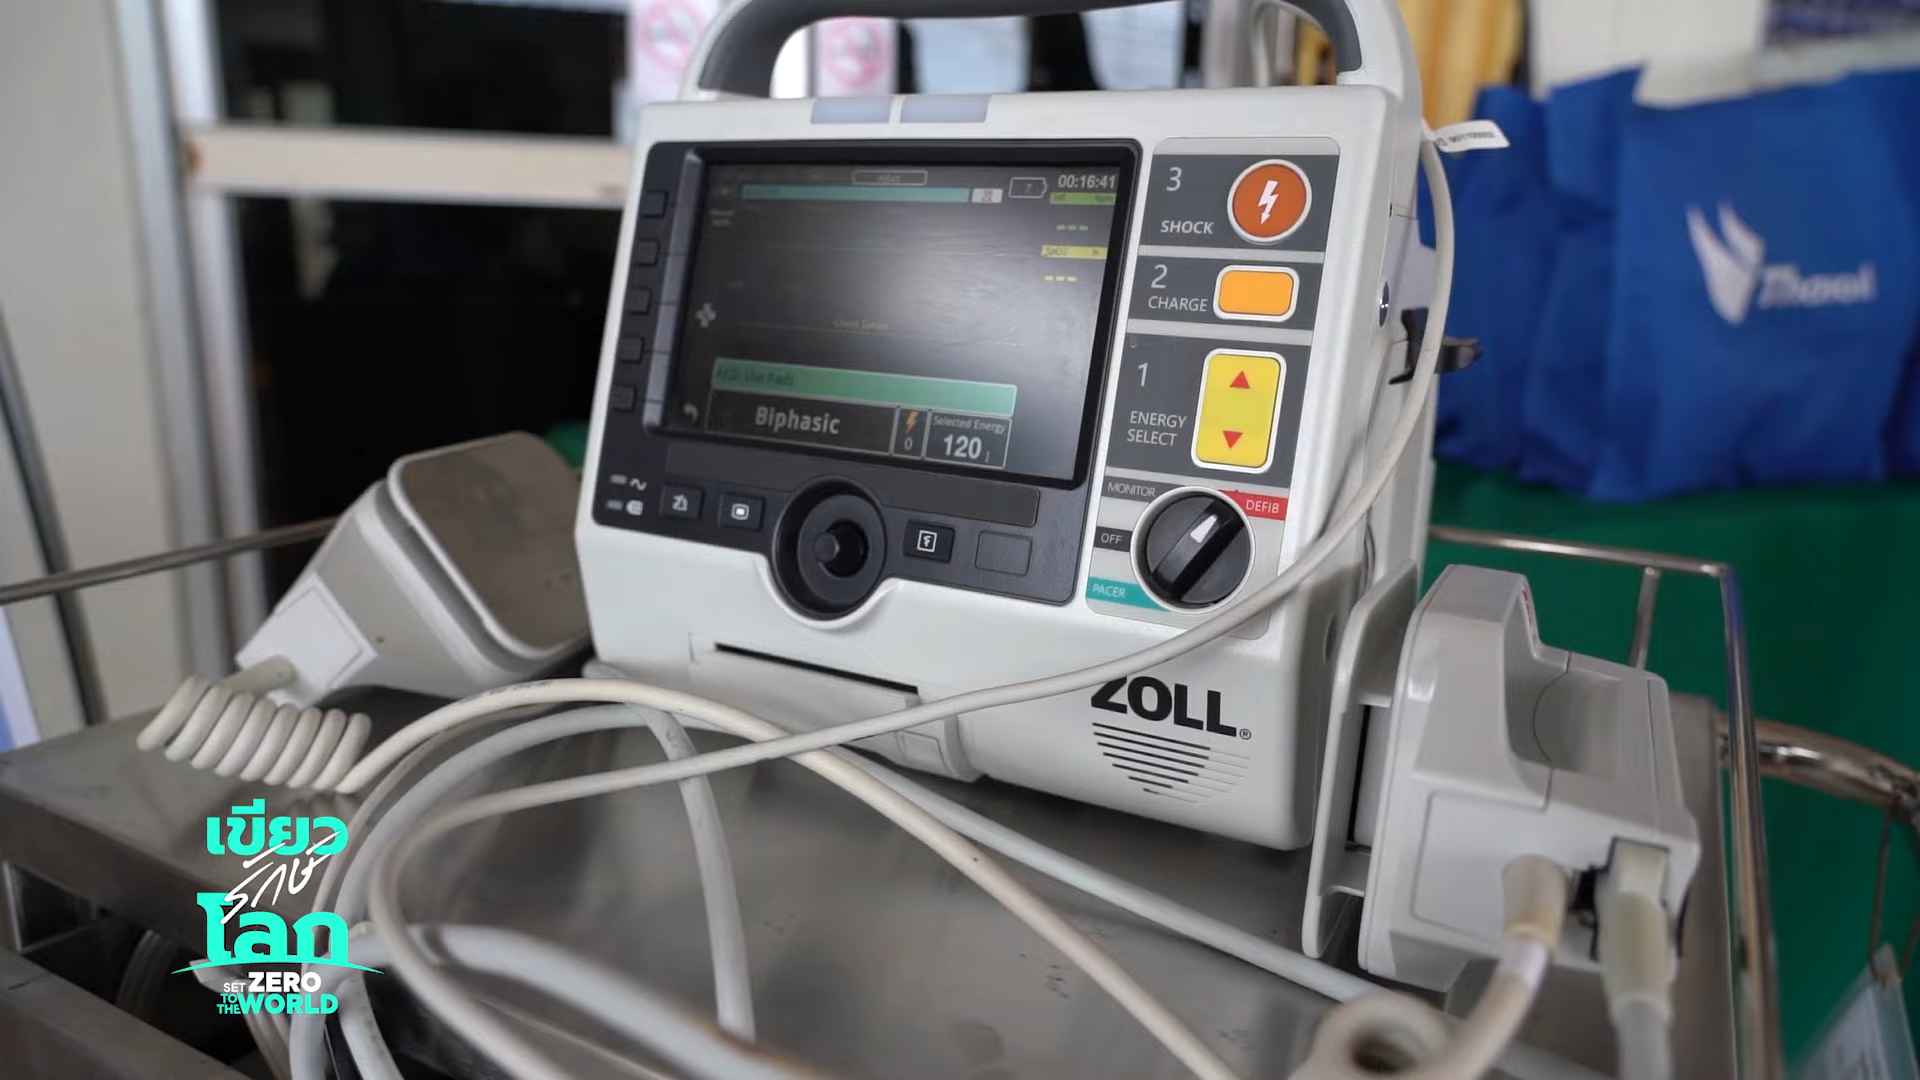 00:16:41
Biphasic
0
Selected Energy
120 J
3
SHOCK
2
CHARGE
1
ENERGY
SELECT
MONITOR
DEFIB
OFF
PACER
ZOLL®
เขียว
รักษ์
โลก
SET ZERO
TO THE WORLD